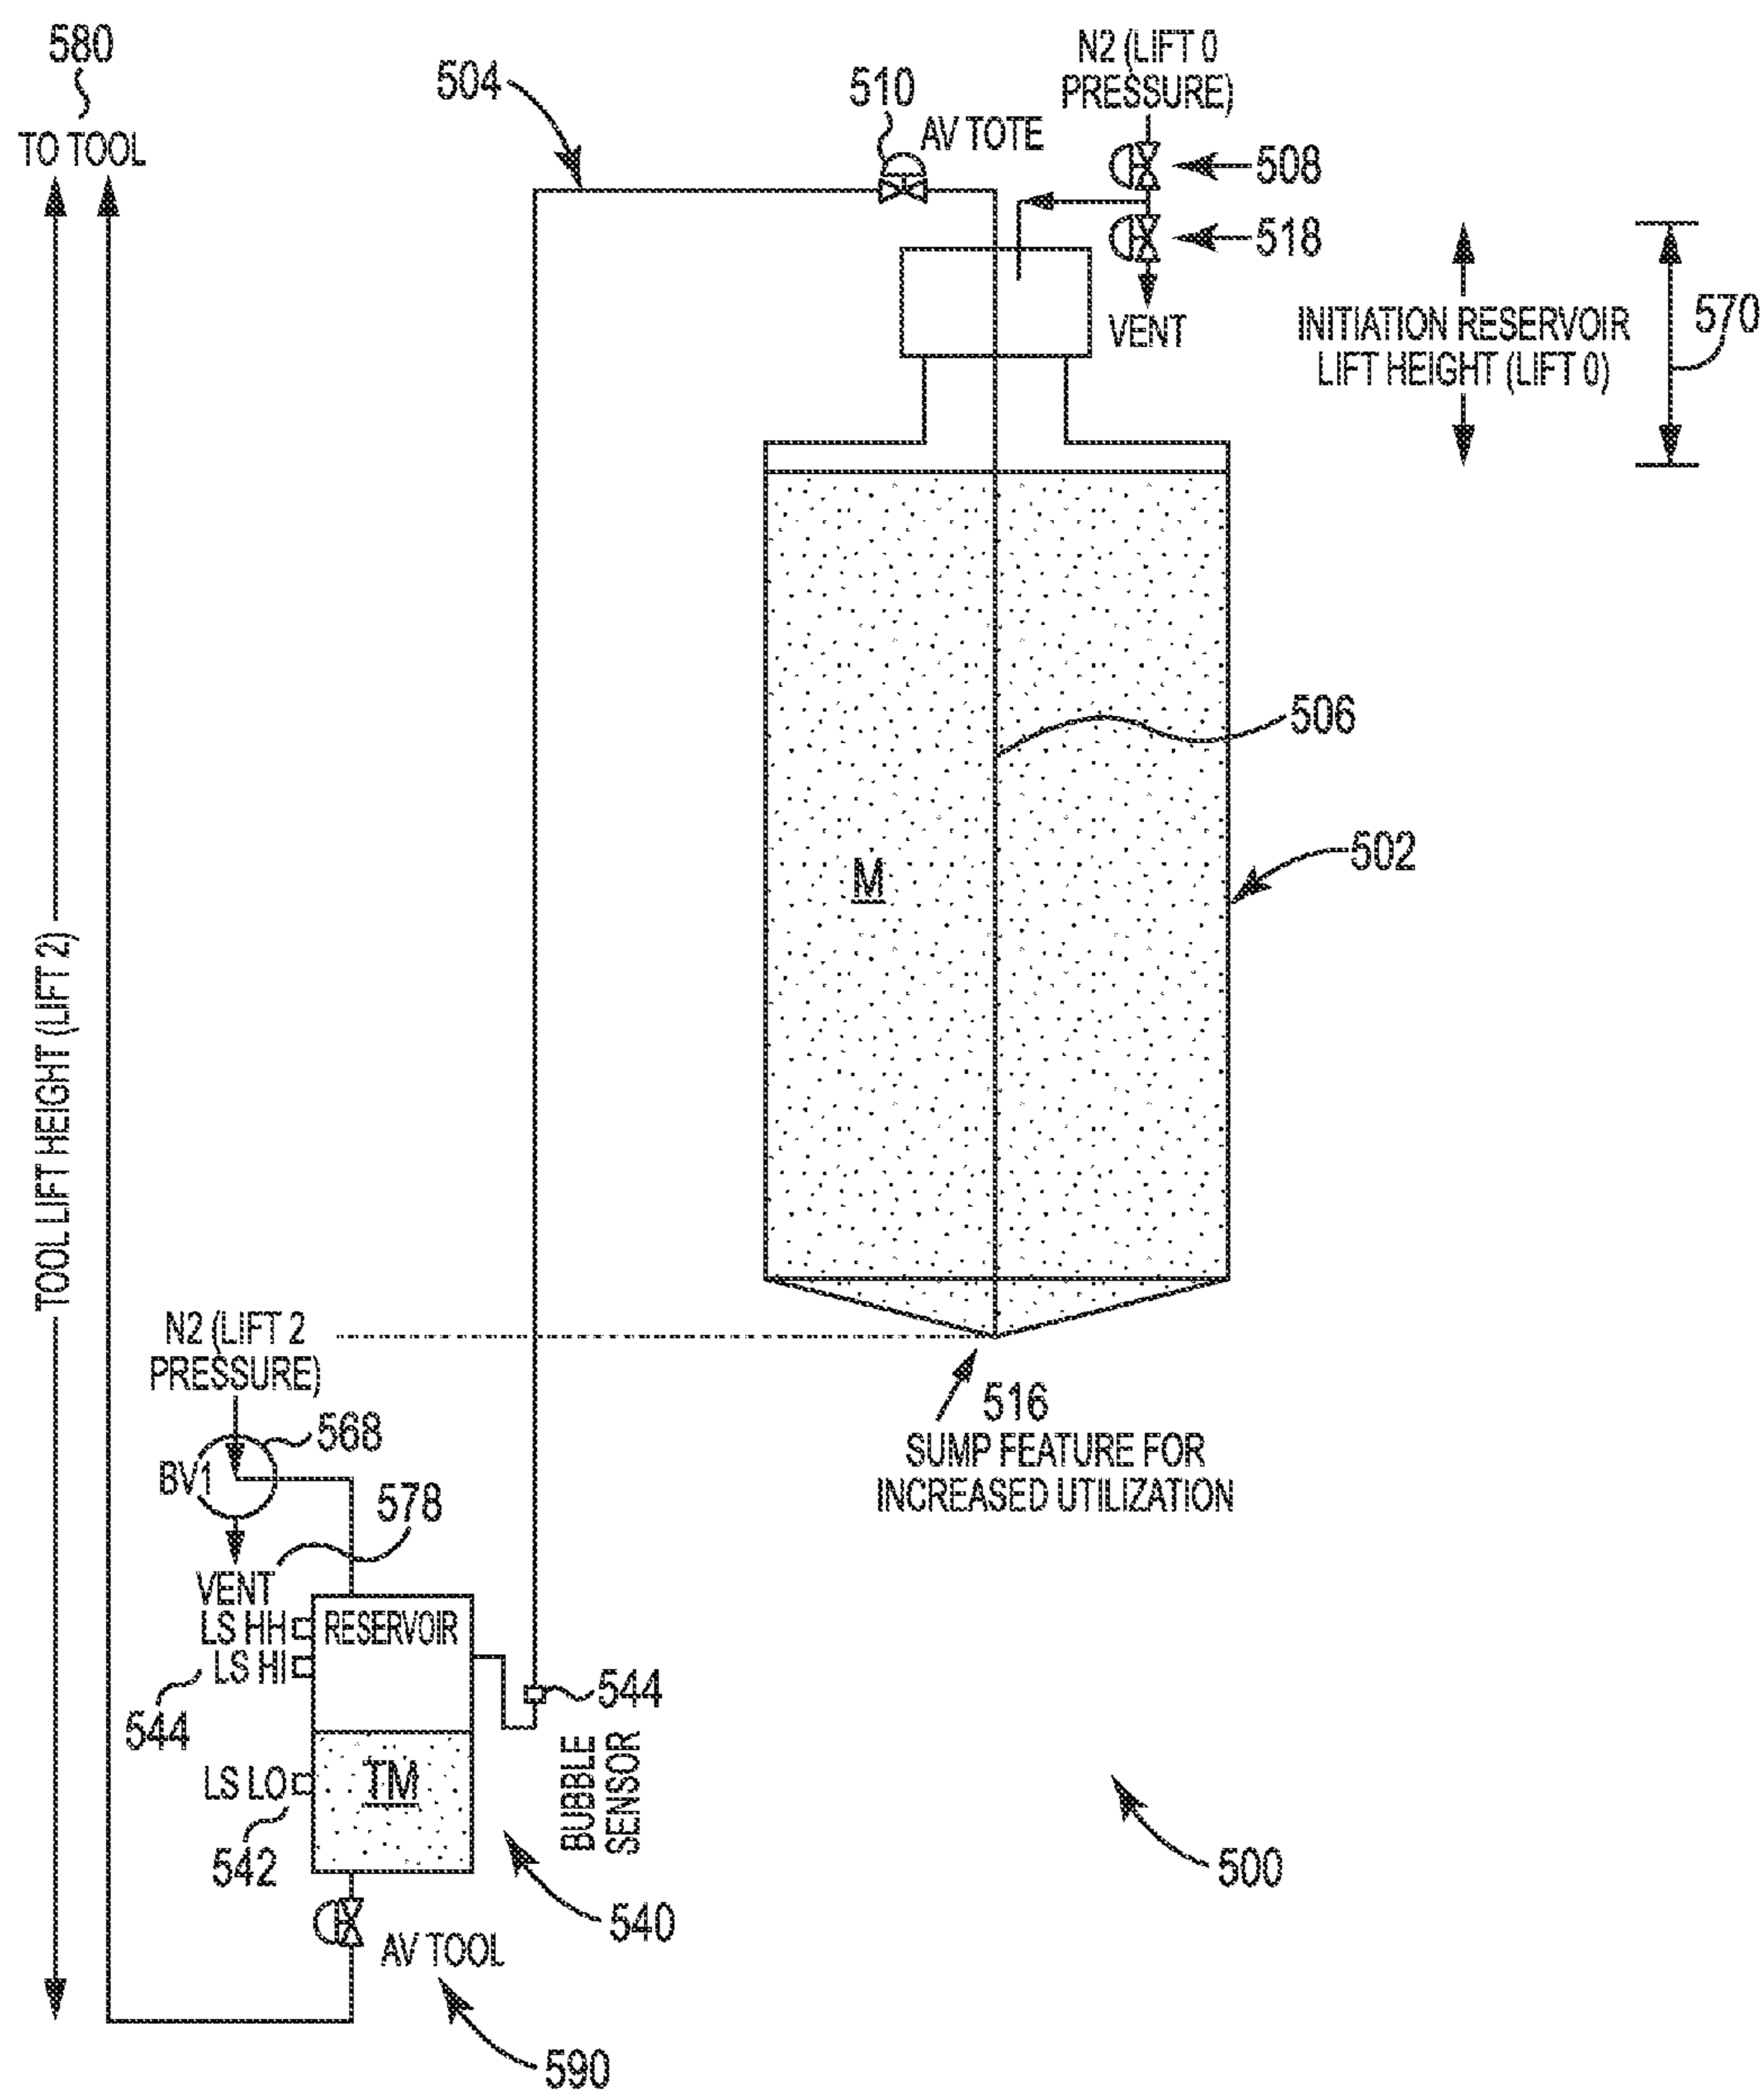 580
TO TOOL
504
510
AV TOTE
N2 (LIFT 0
PRESSURE)
508
518
VENT
INITIATION RESERVOIR
LIFT HEIGHT (LIFT 0)
570
506
502
M
TOOL LIFT HEIGHT (LIFT 2)
N2 (LIFT 2
PRESSURE)
568
BV1
578
VENT
516
SUMP FEATURE FOR
INCREASED UTILIZATION
LS HH
RESERVOIR
LS HI
544
544
BUBBLE
SENSOR
LS LO
TM
542
540
AV TOOL
590
500